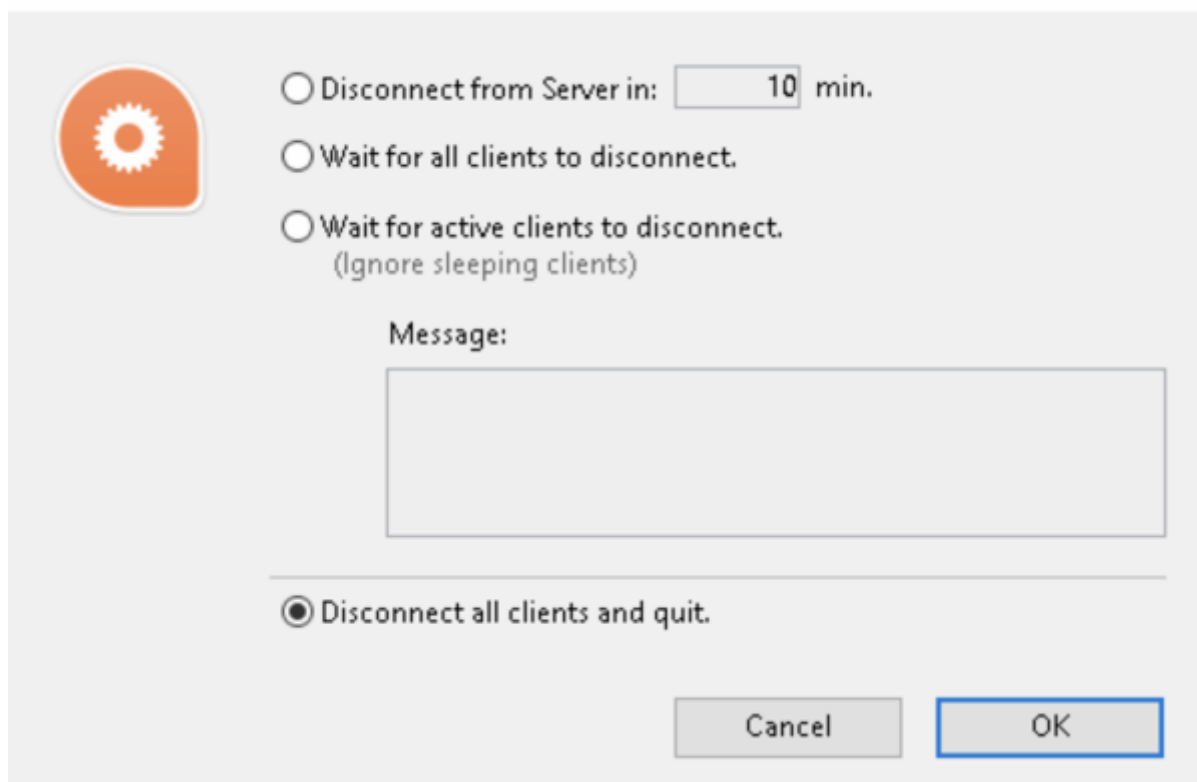 Disconnect from Server in: 10 min.
Wait for all clients to disconnect.
Wait for active clients to disconnect.
(Ignore sleeping clients)
Message:
Disconnect all clients and quit.
Cancel OK